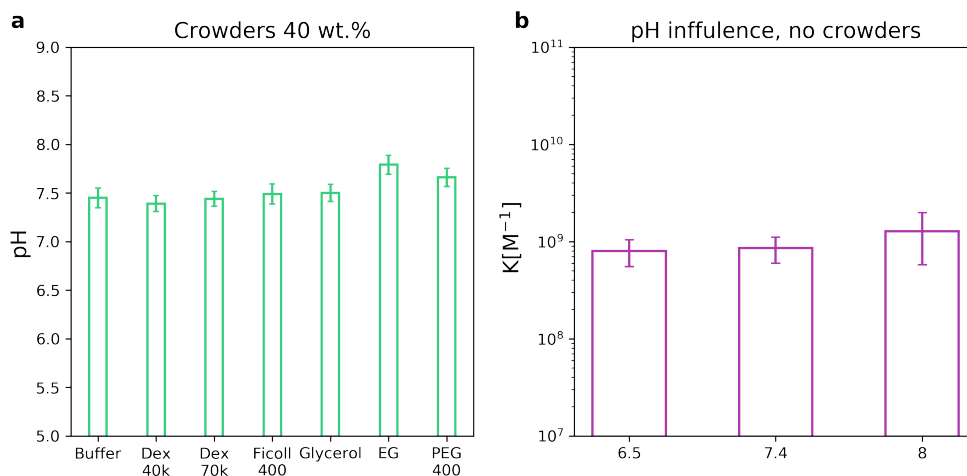 a
Crowders 40 wt.%
pH
9.0
8.5
8.0
7.5
7.0
6.5
6.0
5.5
5.0
Buffer Dex 40k Dex 70k Ficoll 400 Glycerol EG PEG 400
b
pH inffulence, no crowders
K[M⁻¹]
10¹¹
10¹⁰
10⁹
10⁸
10⁷
6.5 7.4 8